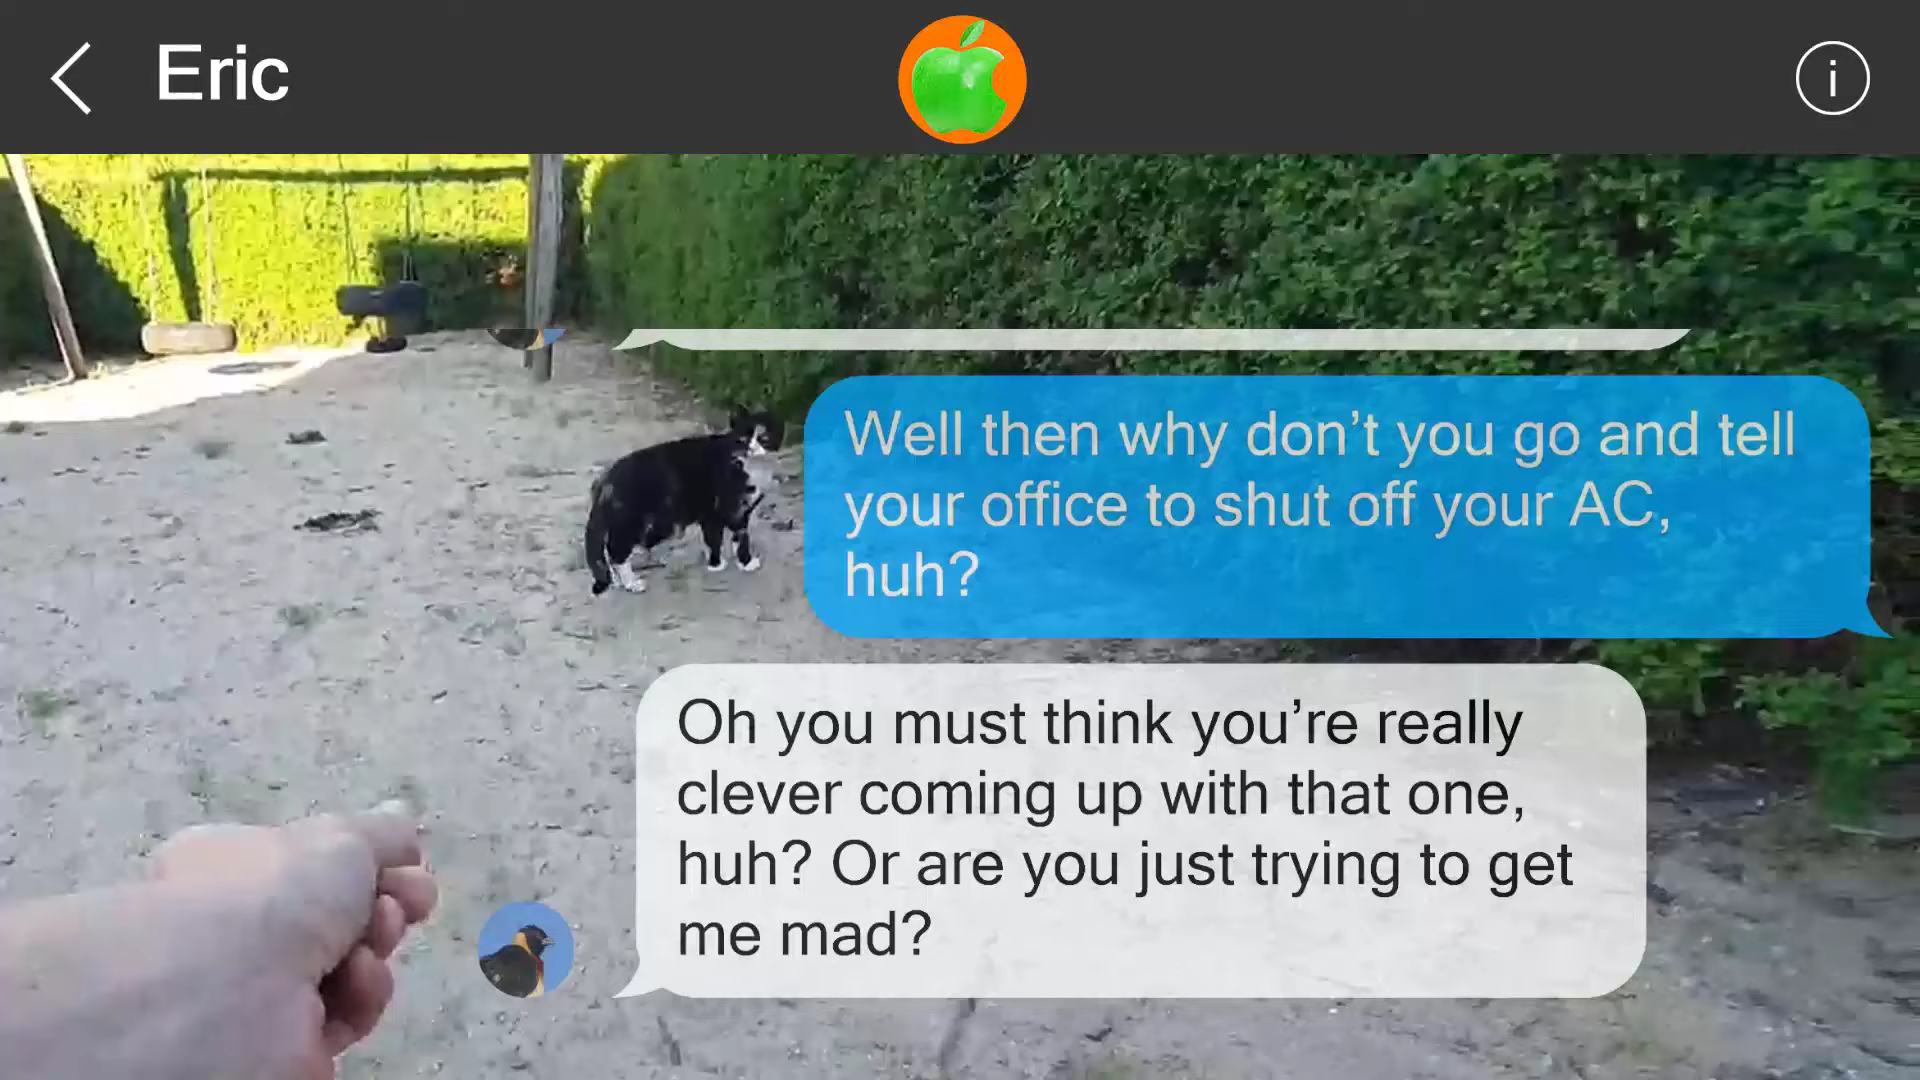 Eric
Well then why don’t you go and tell
your office to shut off your AC,
huh?
Oh you must think you’re really
clever coming up with that one,
huh? Or are you just trying to get
me mad?